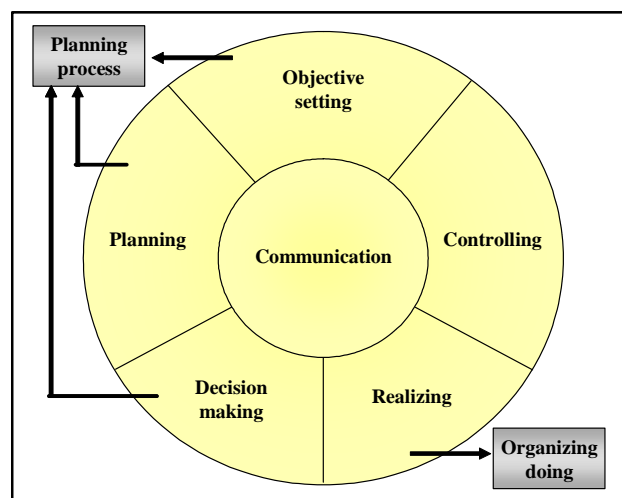 Planning
process
Objective
setting
Planning
Communication
Controlling
Decision
making
Realizing
Organizing
doing